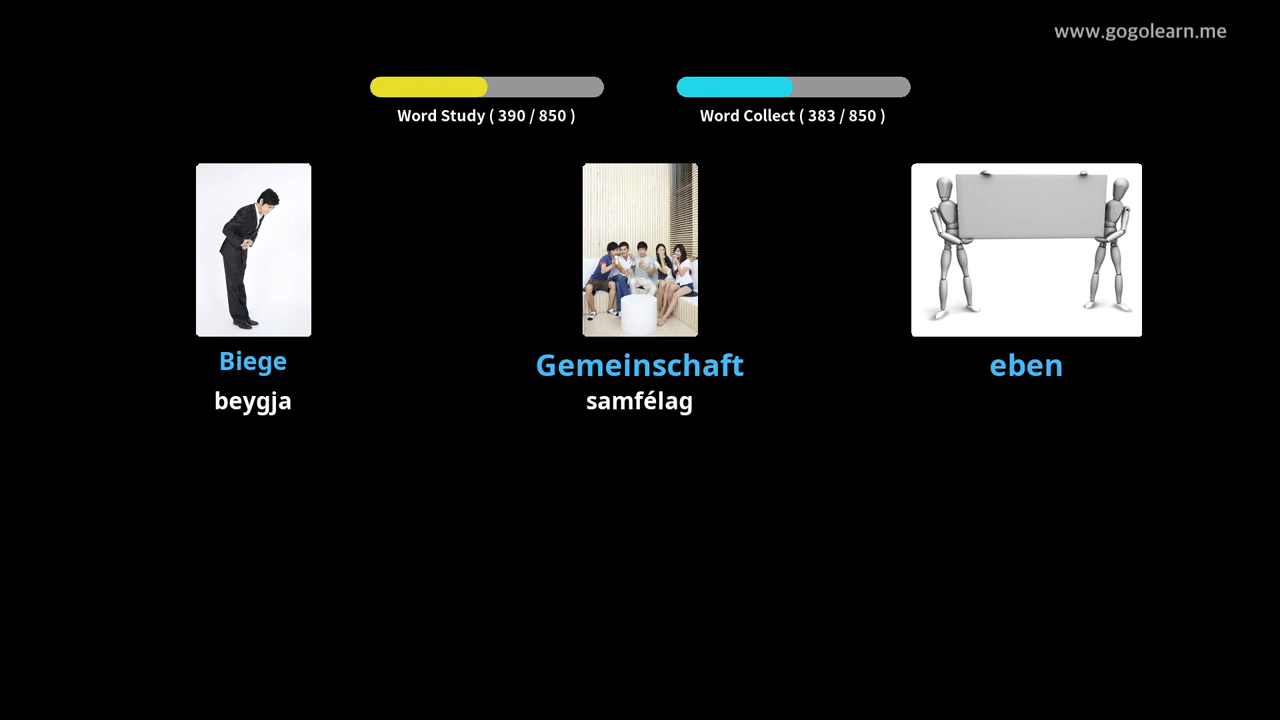 www.gogolearn.me
Word Study ( 390 / 850 )
Word Collect ( 383 / 850 )
Biege
Gemeinschaft
eben
beygja
samfélag